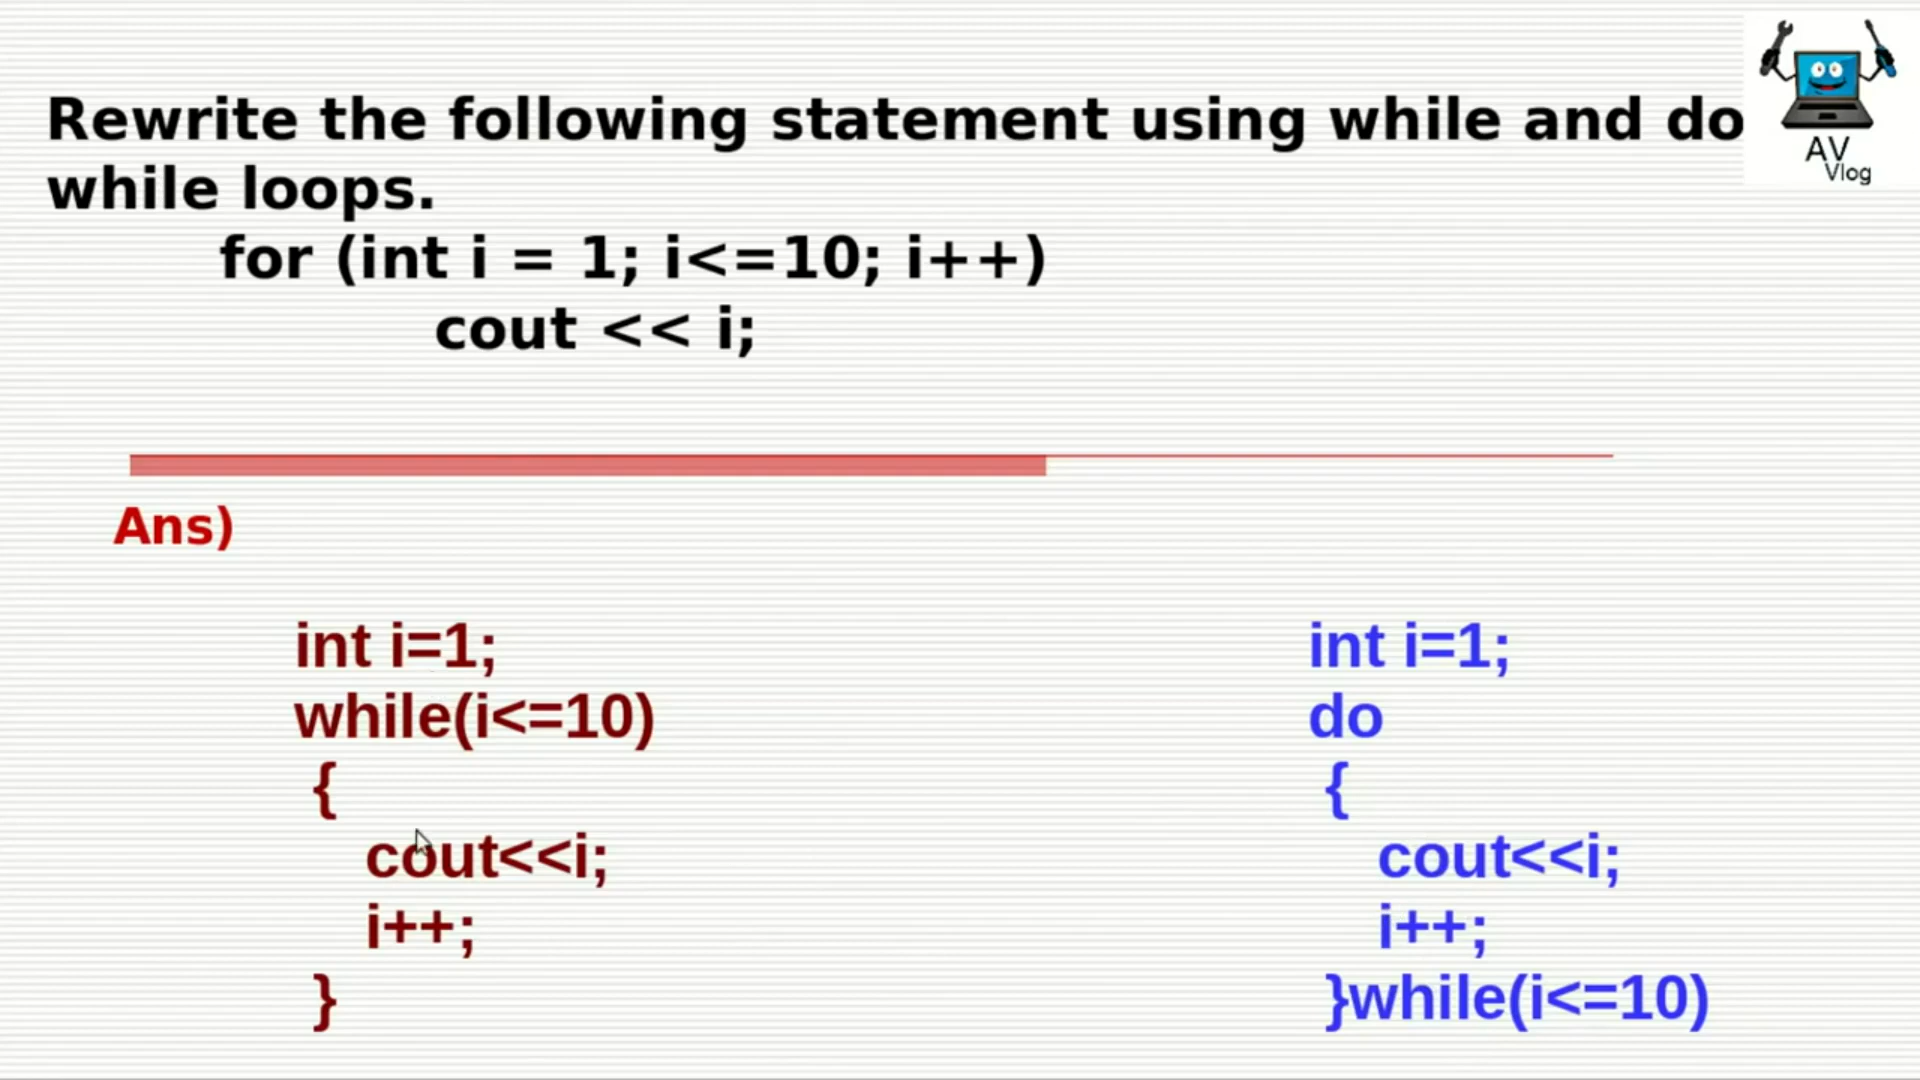 Rewrite the following statement using while and do
while loops.
for (int i = 1; i<=10; i++)
cout << i;
AV
Vlog
Ans)
int i=1;
while(i<=10)
{
cout<<i;
i++;
}
int i=1;
do
{
cout<<i;
i++;
}while(i<=10)